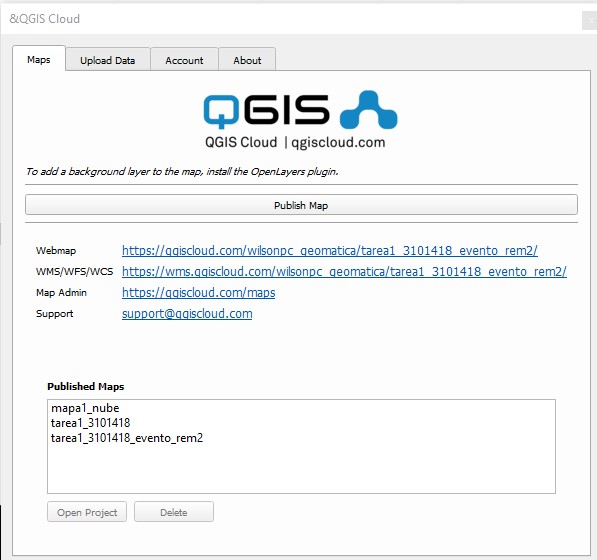 &QGIS Cloud
Maps
Upload Data
Account
About
QGIS
QGIS Cloud | qgiscloud.com
To add a background layer to the map, install the OpenLayers plugin.
Publish Map
Webmap https://qgiscloud.com/wilsonpc_geomatica/tarea1_3101418_evento_rem2/
WMS/WFS/WCS https://wms.qgiscloud.com/wilsonpc_geomatica/tarea1_3101418_evento_rem2/
Map Admin https://qgiscloud.com/maps
Support support@qgiscloud.com
Published Maps
mapa1_nube
tarea1_3101418
tarea1_3101418_evento_rem2
Open Project
Delete